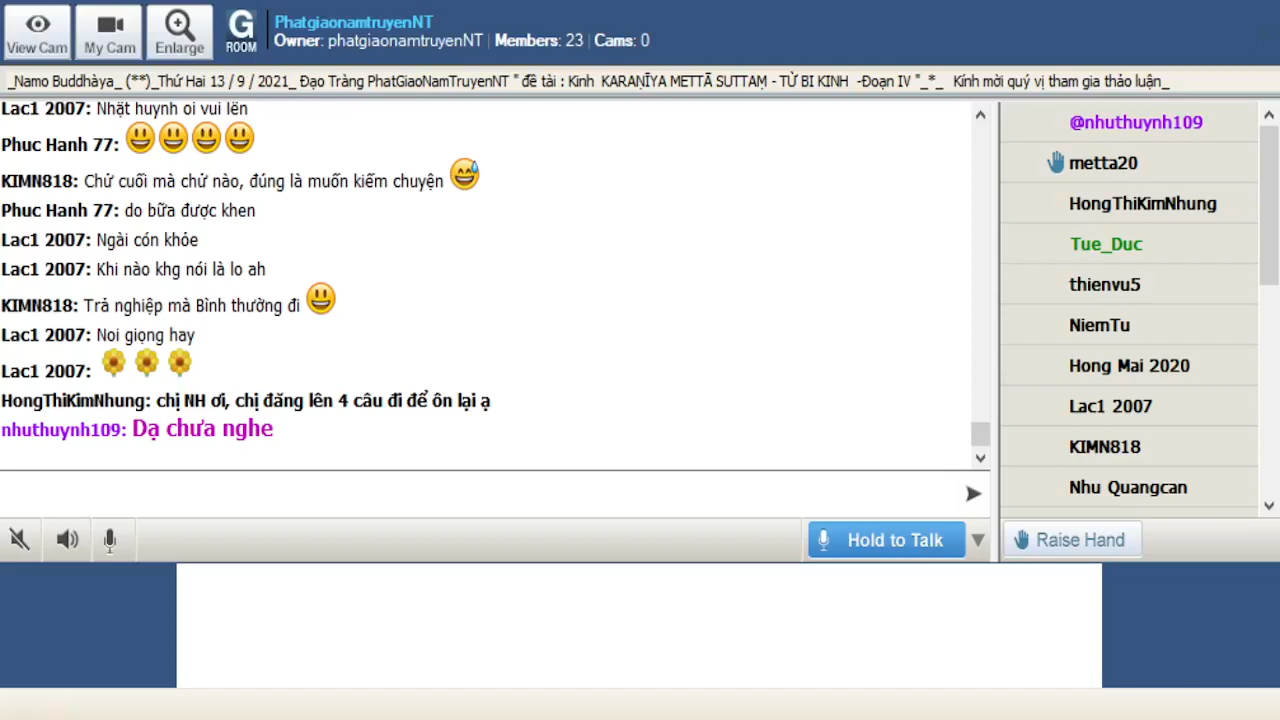 View Cam
My Cam
Enlarge
G
ROOM
PhatgiaonamtruyenNT
Owner: phatgiaonamtruyenNT | Members: 23 | Cams: 0
_Namo Buddhàya_ (**)_Thứ Hai 13 / 9 / 2021_ Đạo Tràng PhatGiaoNamTruyenNT " đề tài : Kinh KARAṆĪYA METTĀ SUTTAṂ - TỪ BI KINH -Đoạn IV "_*_ Kính mời quý vị tham gia thảo luận_
Lac1 2007: Nhặt huynh oi vui lên
Phuc Hanh 77:
KIMN818: Chử cuối mà chứ nào, đúng là muốn kiếm chuyện
Phuc Hanh 77: do bữa được khen
Lac1 2007: Ngài cón khỏe
Lac1 2007: Khi nào khg nói là lo ah
KIMN818: Trả nghiệp mà Bình thường đi
Lac1 2007: Noi giọng hay
Lac1 2007:
HongThiKimNhung: chị NH ơi, chị đăng lên 4 câu đi để ôn lại ạ
nhuthuynh109: Dạ chưa nghe
@nhuthuynh109
metta20
HongThiKimNhung
Tue_Duc
thienvu5
NiemTu
Hong Mai 2020
Lac1 2007
KIMN818
Nhu Quangcan
Hold to Talk
Raise Hand